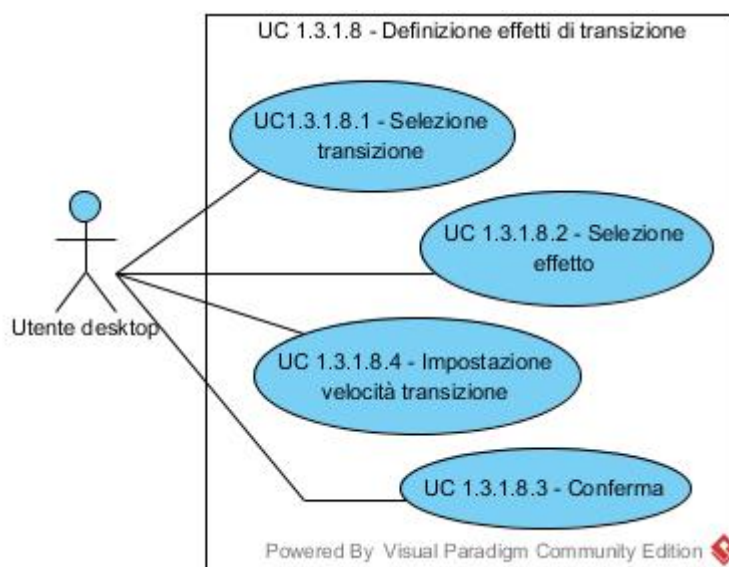 UC 1.3.1.8 - Definizione effetti di transizione
UC1.3.1.8.1 - Selezione
transizione
UC 1.3.1.8.2 - Selezione
effetto
Utente desktop
UC 1.3.1.8.4 - Impostazione
velocità transizione
UC 1.3.1.8.3 - Conferma
Powered By Visual Paradigm Community Edition